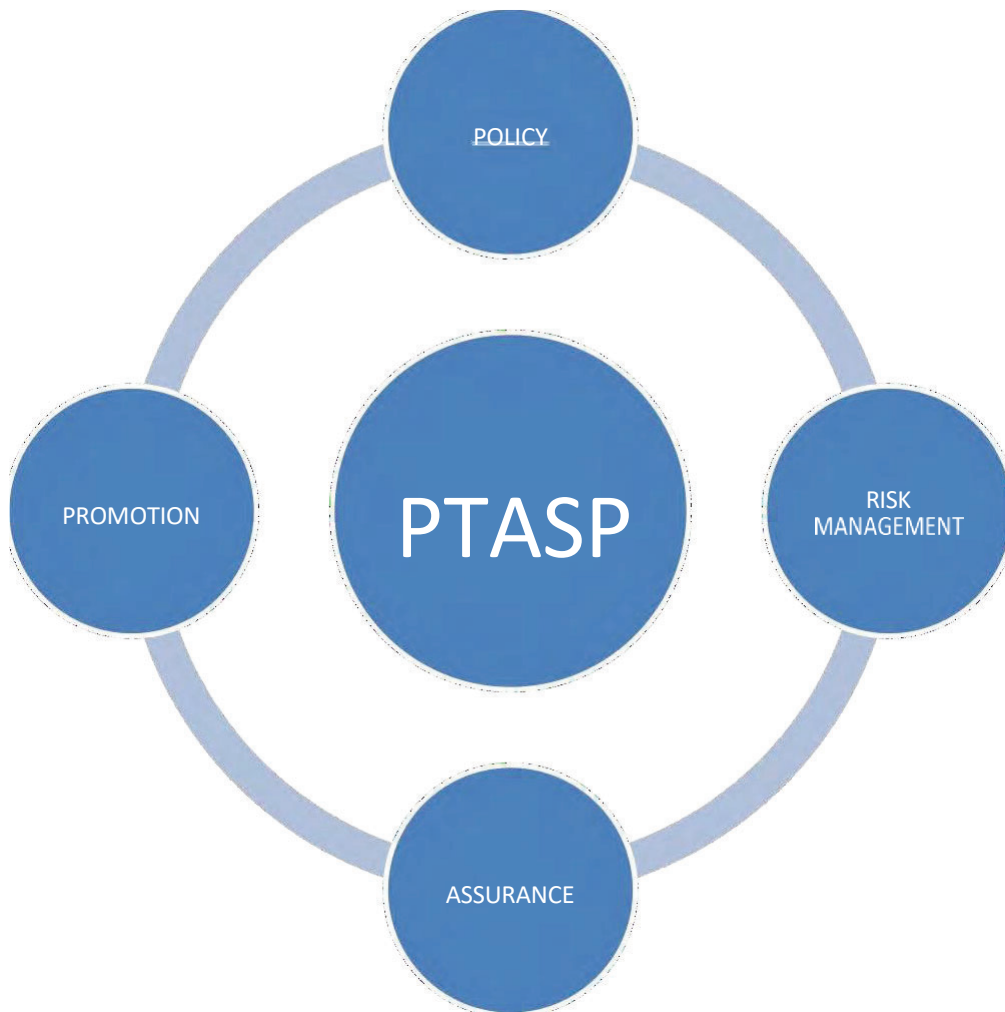 POLICY
PROMOTION
PTASP
RISK
MANAGEMENT
ASSURANCE